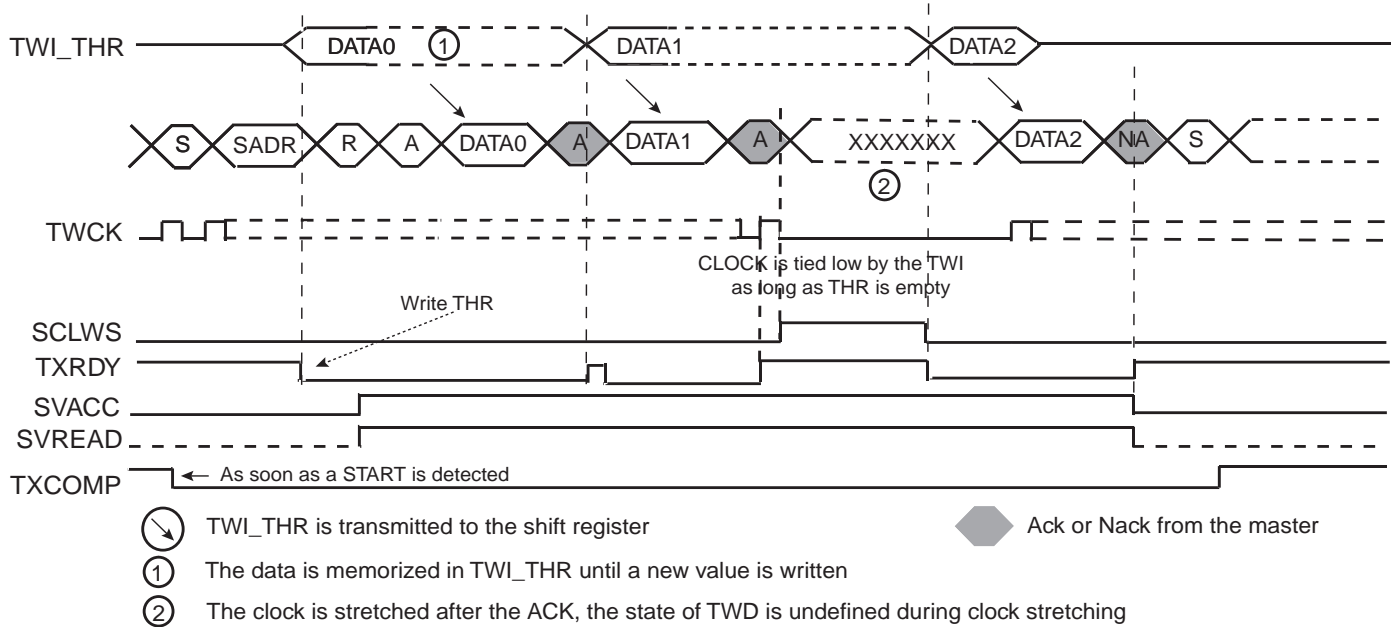 TWI_THR DATA0 1 DATA1 DATA2
S SADR R A DATA0 A DATA1 A XXXXXXX DATA2 NA S
2
TWCK
CLOCK is tied low by the TWI
as long as THR is empty
Write THR
SCLWS
TXRDY
SVACC
SVREAD
TXCOMP As soon as a START is detected
TWI_THR is transmitted to the shift register Ack or Nack from the master
1 The data is memorized in TWI_THR until a new value is written
2 The clock is stretched after the ACK, the state of TWD is undefined during clock stretching